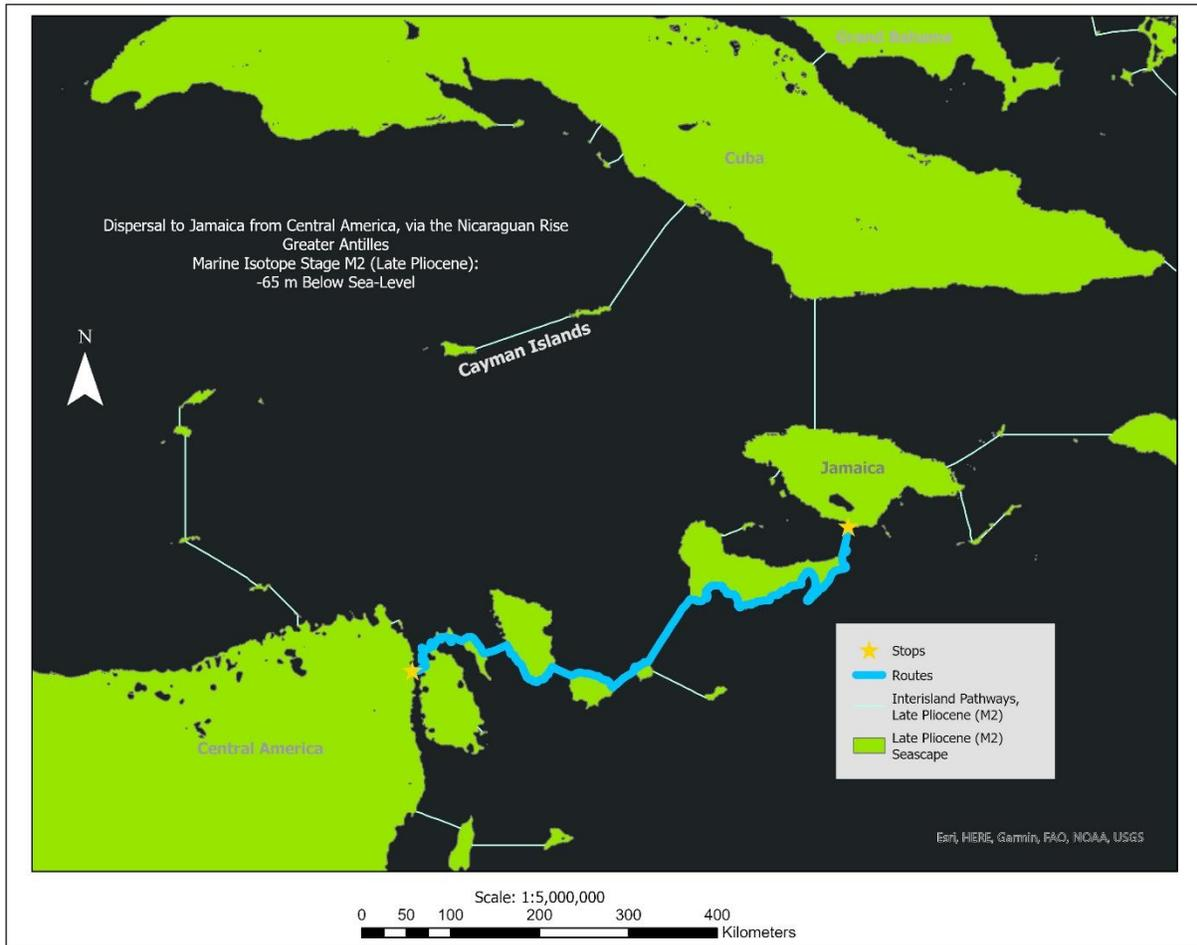 Grand Bahama
Cuba
Dispersal to Jamaica from Central America, via the Nicaraguan Rise
Greater Antilles
Marine Isotope Stage M2 (Late Pliocene):
-65 m Below Sea-Level
N
Cayman Islands
Jamaica
Central America
Stops
Routes
Interisland Pathways,
Late Pliocene (M2)
Late Pliocene (M2)
Seascape
Esri, HERE, Garmin, FAO, NOAA, USGS
Scale: 1:5,000,000
0 50 100 200 300 400
Kilometers